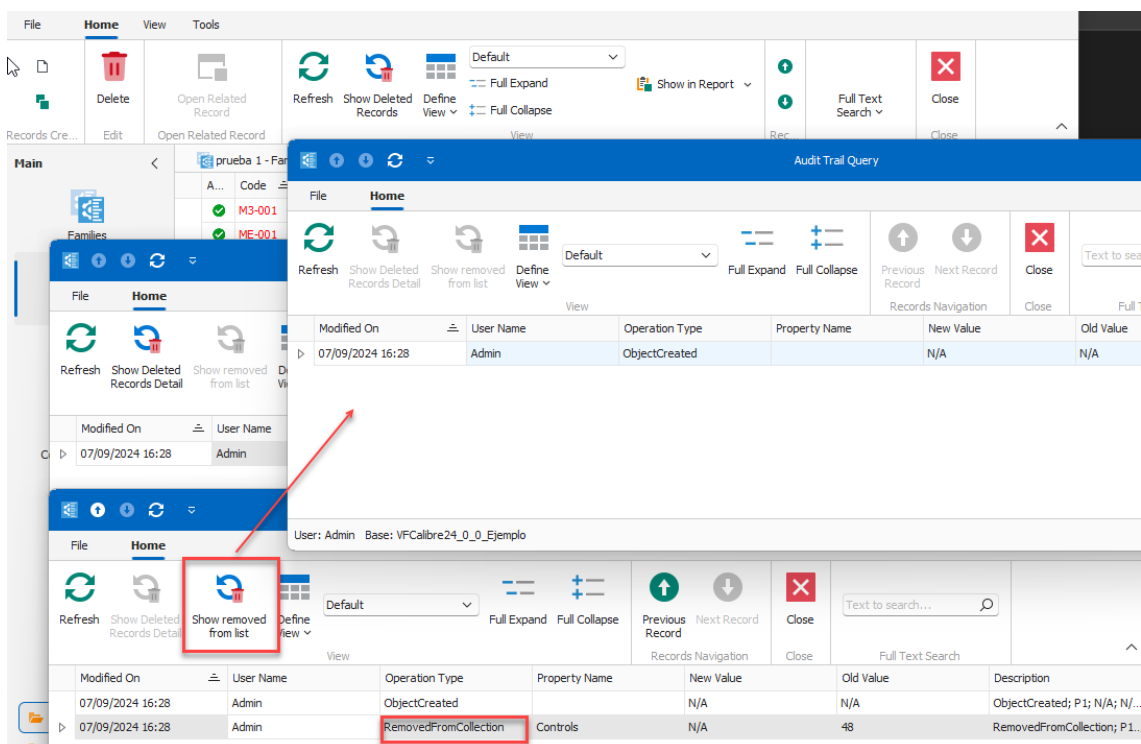 File Home View Tools
Delete
Open Related Record
Refresh
Show Deleted Records
Define View
Default
Full Expand
Full Collapse
Show in Report
Full Text Search
Close
Records Cre... Edit Open Related Record View Rec... Close
Main
prueba 1 - Far
A... Code
M3-001
ME-001
Families
Audit Trail Query
File Home
Refresh
Show Deleted Records Detail
Show removed from list
Define View
Default
Full Expand
Full Collapse
Previous Record
Next Record
Close
Text to sea
View Records Navigation Close Full T
Modified On User Name Operation Type Property Name New Value Old Value
07/09/2024 16:28 Admin ObjectCreated N/A N/A
User: Admin Base: VFCalibre24_0_0_Ejemplo
File Home
Refresh
Show Deleted Records Detail
Show removed from list
Modified On User Name
07/09/2024 16:28 Admin
File Home
Refresh
Show Deleted Records Detail
Show removed from list
Define View
Default
Full Expand
Full Collapse
Previous Record
Next Record
Close
Text to search...
View Records Navigation Close Full Text Search
Modified On User Name Operation Type Property Name New Value Old Value Description
07/09/2024 16:28 Admin ObjectCreated N/A N/A ObjectCreated; P1; N/A; N/...
07/09/2024 16:28 Admin RemovedFromCollection Controls N/A 48 RemovedFromCollection; P1...